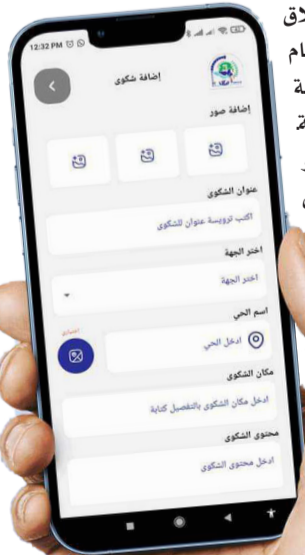 12:32 PM
إضافة شكوى
إضافة صور
عنوان الشكوى
اكتب ترويسة عنوان للشكوى
اختر الجهة
اختر الجهة
اسم الحي
ادخل الحي
اختياري
مكان الشكوى
ادخل مكان الشكوى بالتفصيل كتابة
محتوى الشكوى
ادخل محتوى الشكوى